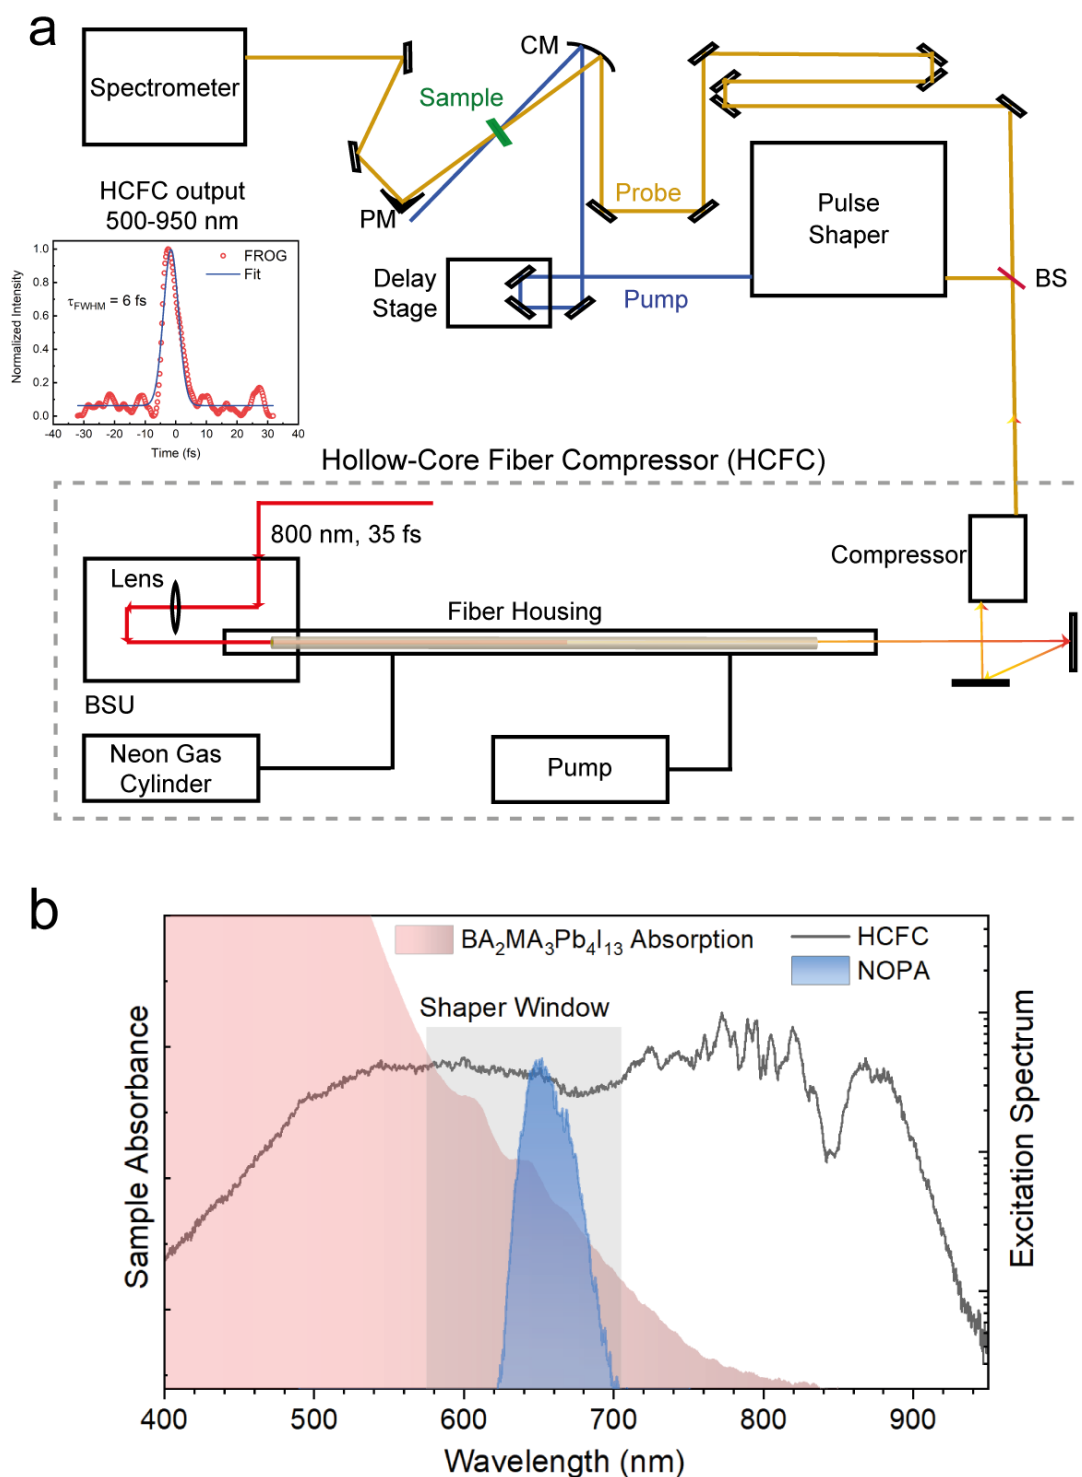 a
Spectrometer
CM
Sample
PM
Probe
Pulse
Shaper
BS
Delay
Stage
Pump
HCFC output
500-950 nm
Normalized Intensity
1.0
0.8
0.6
0.4
0.2
0.0
FROG
Fit
τFWHM = 6 fs
-40 -30 -20 -10 0 10 20 30 40
Time (fs)
Hollow-Core Fiber Compressor (HCFC)
800 nm, 35 fs
Lens
Fiber Housing
Compressor
BSU
Neon Gas
Cylinder
Pump
b
BA2MA3Pb4I13 Absorption
HCFC
NOPA
Shaper Window
Sample Absorbance
Excitation Spectrum
400 500 600 700 800 900
Wavelength (nm)